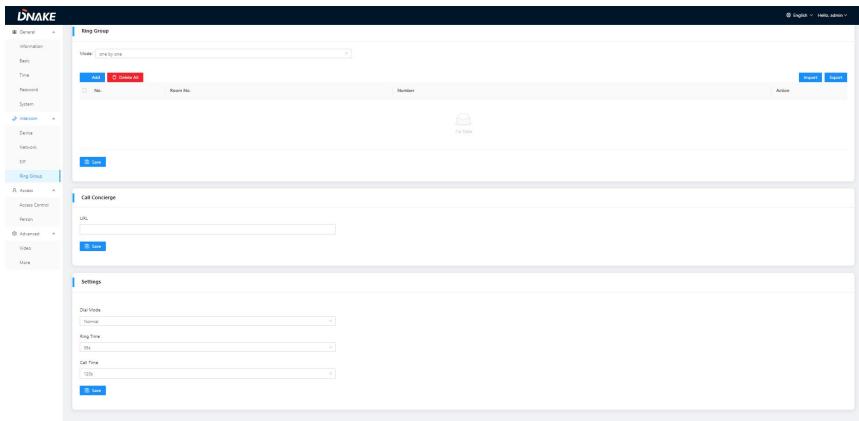 DNAKE
English
Hello, admin
General
Information
Basic
Time
Password
System
Intercom
Device
Network
SIP
Ring Group
Access
Access Control
Person
Advanced
Video
More
Ring Group
Mode: one by one
Add
Delete All
Import
Export
No.
Room No.
Number
Action
No Data
Save
Call Concierge
URL
Save
Settings
Dial Mode
Normal
Ring Time
Call Time
120s
Save